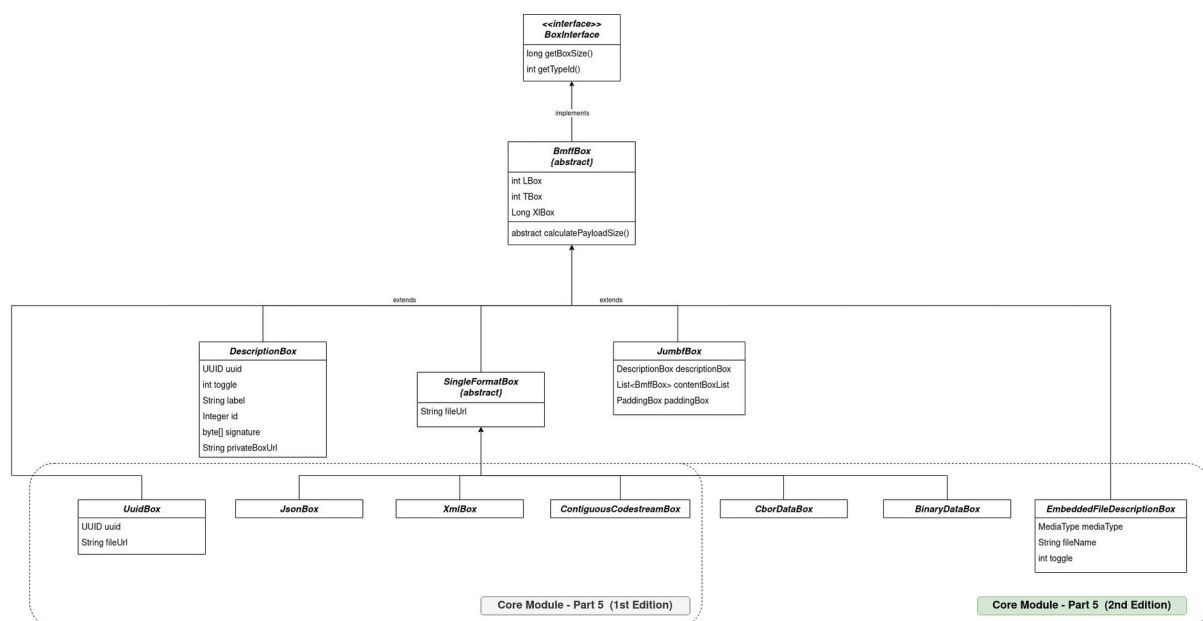 <<interface>>
BoxInterface
long getBoxSize()
int getTypeId()
implements
BmffBox
{abstract}
int LBox
int TBox
Long XlBox
abstract calculatePayloadSize()
extends
extends
DescriptionBox
UUID uuid
int toggle
String label
Integer id
byte[] signature
String privateBoxUrl
SingleFormatBox
{abstract}
String fileUrl
JumbfBox
DescriptionBox descriptionBox
List<BmffBox> contentBoxList
PaddingBox paddingBox
UuidBox
UUID uuid
String fileUrl
JsonBox
XmlBox
ContiguousCodestreamBox
CborDataBox
BinaryDataBox
EmbeddedFileDescriptionBox
MediaType mediaType
String fileName
int toggle
Core Module - Part 5 (1st Edition)
Core Module - Part 5 (2nd Edition)